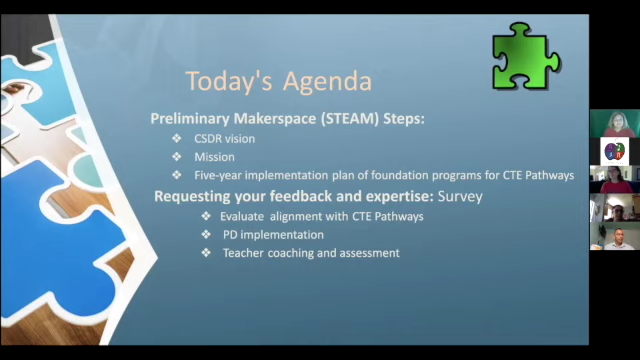 Today's Agenda
Preliminary Makerspace (STEAM) Steps:
❖ CSDR vision
❖ Mission
❖ Five-year implementation plan of foundation programs for CTE Pathways
Requesting your feedback and expertise: Survey
❖ Evaluate alignment with CTE Pathways
❖ PD implementation
❖ Teacher coaching and assessment